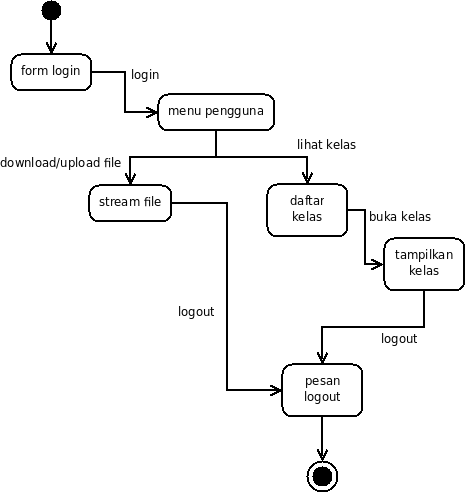 form login
login
menu pengguna
lihat kelas
download/upload file
stream file
daftar
kelas
buka kelas
tampilkan
kelas
logout
logout
pesan
logout